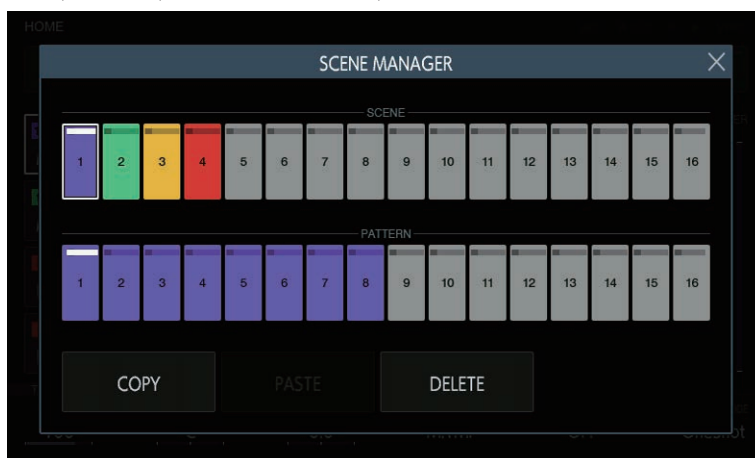 HOME
SCENE MANAGER
SCENE
1 2 3 4 5 6 7 8 9 10 11 12 13 14 15 16
PATTERN
1 2 3 4 5 6 7 8 9 10 11 12 13 14 15 16
COPY PASTE DELETE